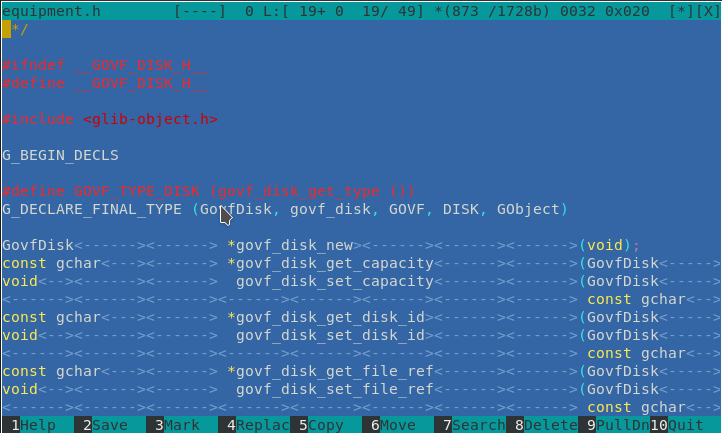 equipment.h [----] 0 L:[ 19+ 0 19/ 49] *(873 /1728b) 0032 0x020 [*][X]
*/
#ifndef __GOVF_DISK_H__
#define __GOVF_DISK_H__
#include <glib-object.h>
G_BEGIN_DECLS
#define GOVF_TYPE_DISK (govf_disk_get_type ())
G_DECLARE_FINAL_TYPE (GovfDisk, govf_disk, GOVF, DISK, GObject)
GovfDisk<------><------> *govf_disk_new><------><------><------>(void);
const gchar<----><------> *govf_disk_get_capacity<------><------>(GovfDisk<----->
void<--><------><------>  govf_disk_set_capacity<------><------>(GovfDisk<----->
<------><------><------><------><------><------><------><------> const gchar<-->
const gchar<----><------> *govf_disk_get_disk_id><------><------>(GovfDisk<----->
void<--><------><------>  govf_disk_set_disk_id><------><------>(GovfDisk<----->
<------><------><------><------><------><------><------><------> const gchar<-->
const gchar<----><------> *govf_disk_get_file_ref<------><------>(GovfDisk<----->
void<--><------><------>  govf_disk_set_file_ref<------><------>(GovfDisk<----->
<------><------><------><------><------><------><------><------> const gchar<-->
1Help 2Save 3Mark 4Replac 5Copy 6Move 7Search 8Delete 9PullDn 10Quit